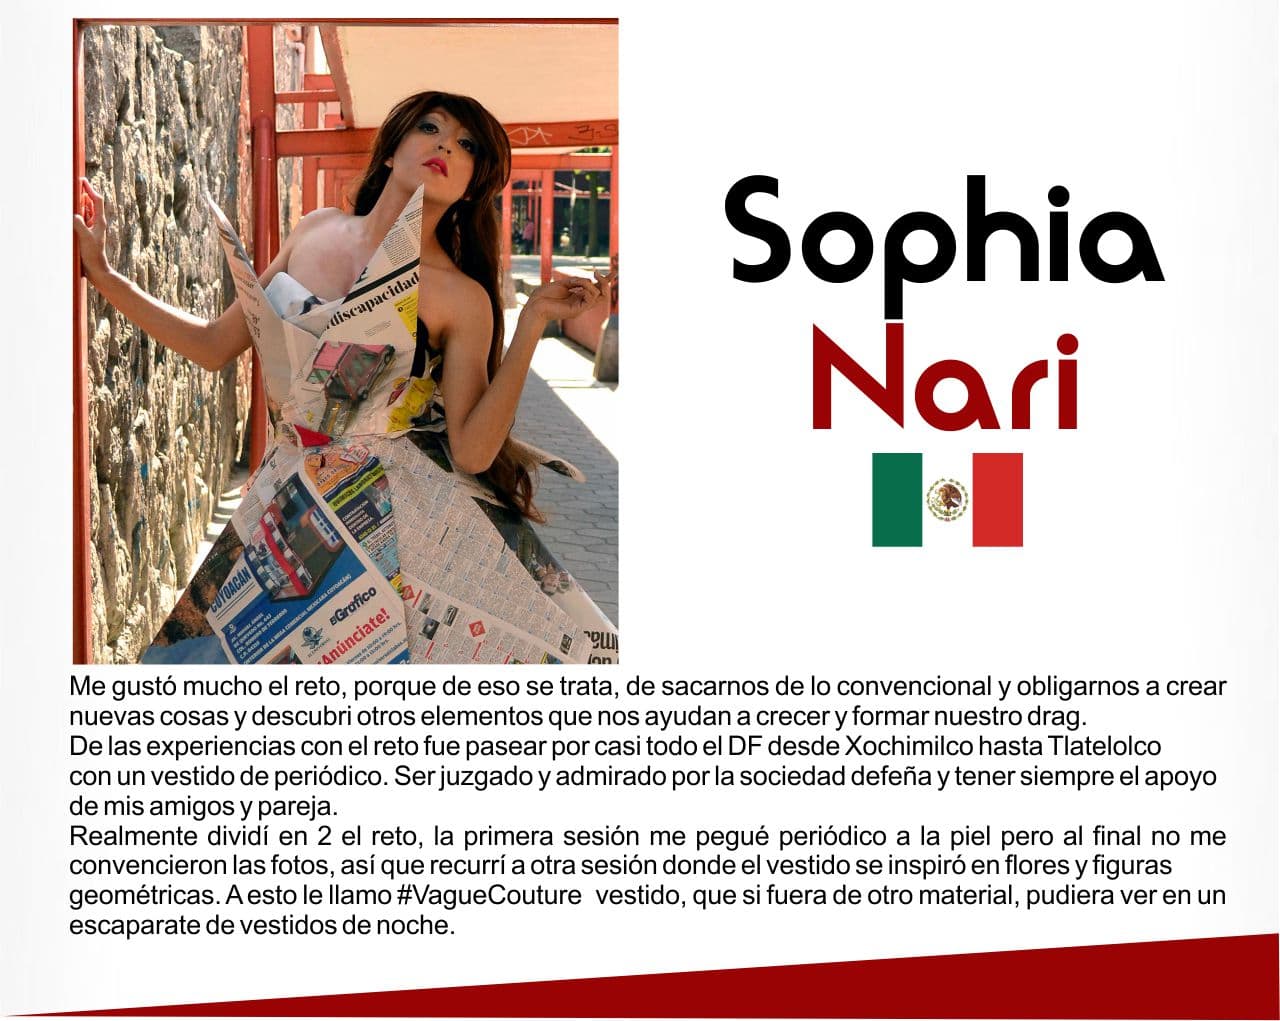 Sophia
Nari
discapacidad
COYOACÁN
El Gráfico
¡Anúnciate!
Me gustó mucho el reto, porque de eso se trata, de sacarnos de lo convencional y obligarnos a crear
nuevas cosas y descubri otros elementos que nos ayudan a crecer y formar nuestro drag.
De las experiencias con el reto fue pasear por casi todo el DF desde Xochimilco hasta Tlatelolco
con un vestido de periódico. Ser juzgado y admirado por la sociedad defeña y tener siempre el apoyo
de mis amigos y pareja.
Realmente dividí en 2 el reto, la primera sesión me pegué periódico a la piel pero al final no me
convencieron las fotos, así que recurrí a otra sesión donde el vestido se inspiró en flores y figuras
geométricas. A esto le llamo #VagueCouture vestido, que si fuera de otro material, pudiera ver en un
escaparate de vestidos de noche.